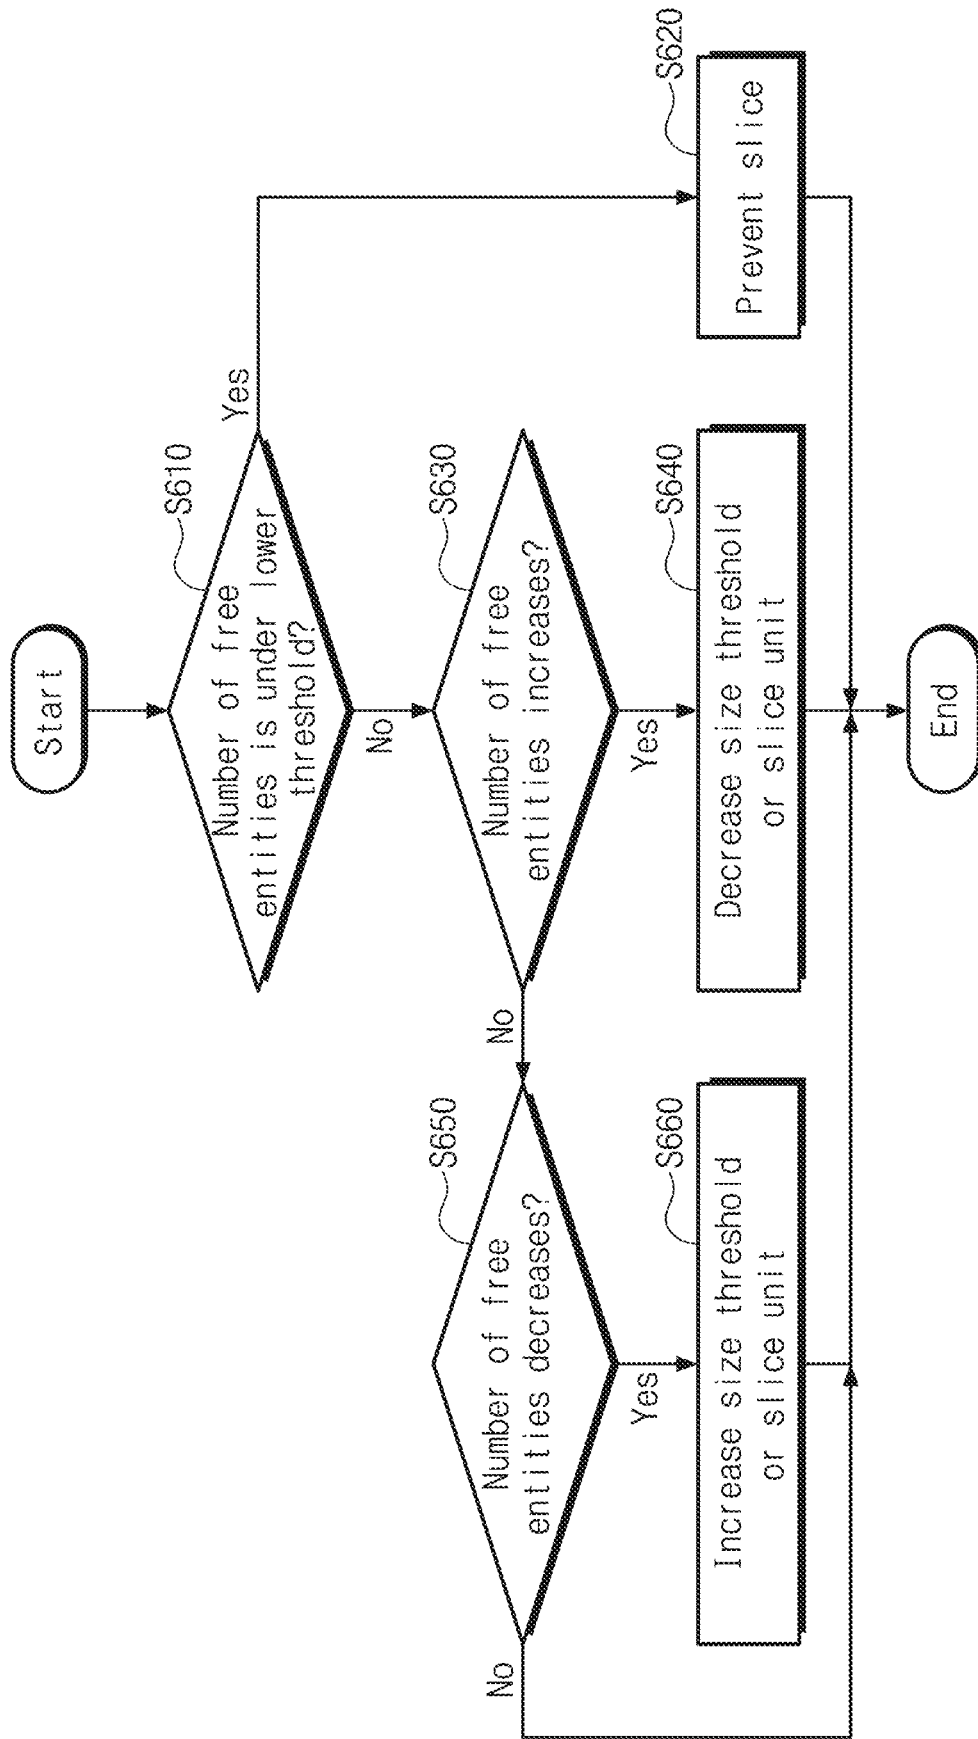 Start
S610
Number of free
entities is under lower
threshold?
Yes
No
S630
Number of free
entities increases?
No
Yes
S650
Number of free
entities decreases?
No
Yes
S660
Increase size threshold
or slice unit
S640
Decrease size threshold
or slice unit
S620
Prevent slice
End